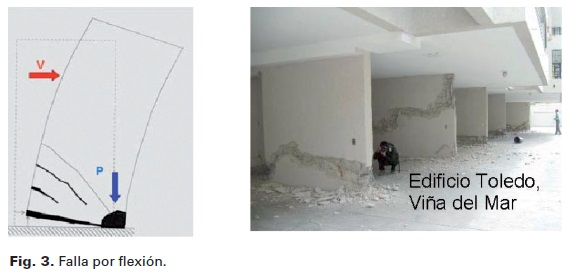 V
P
Edificio Toledo,
Viña del Mar
Fig. 3. Falla por flexión.